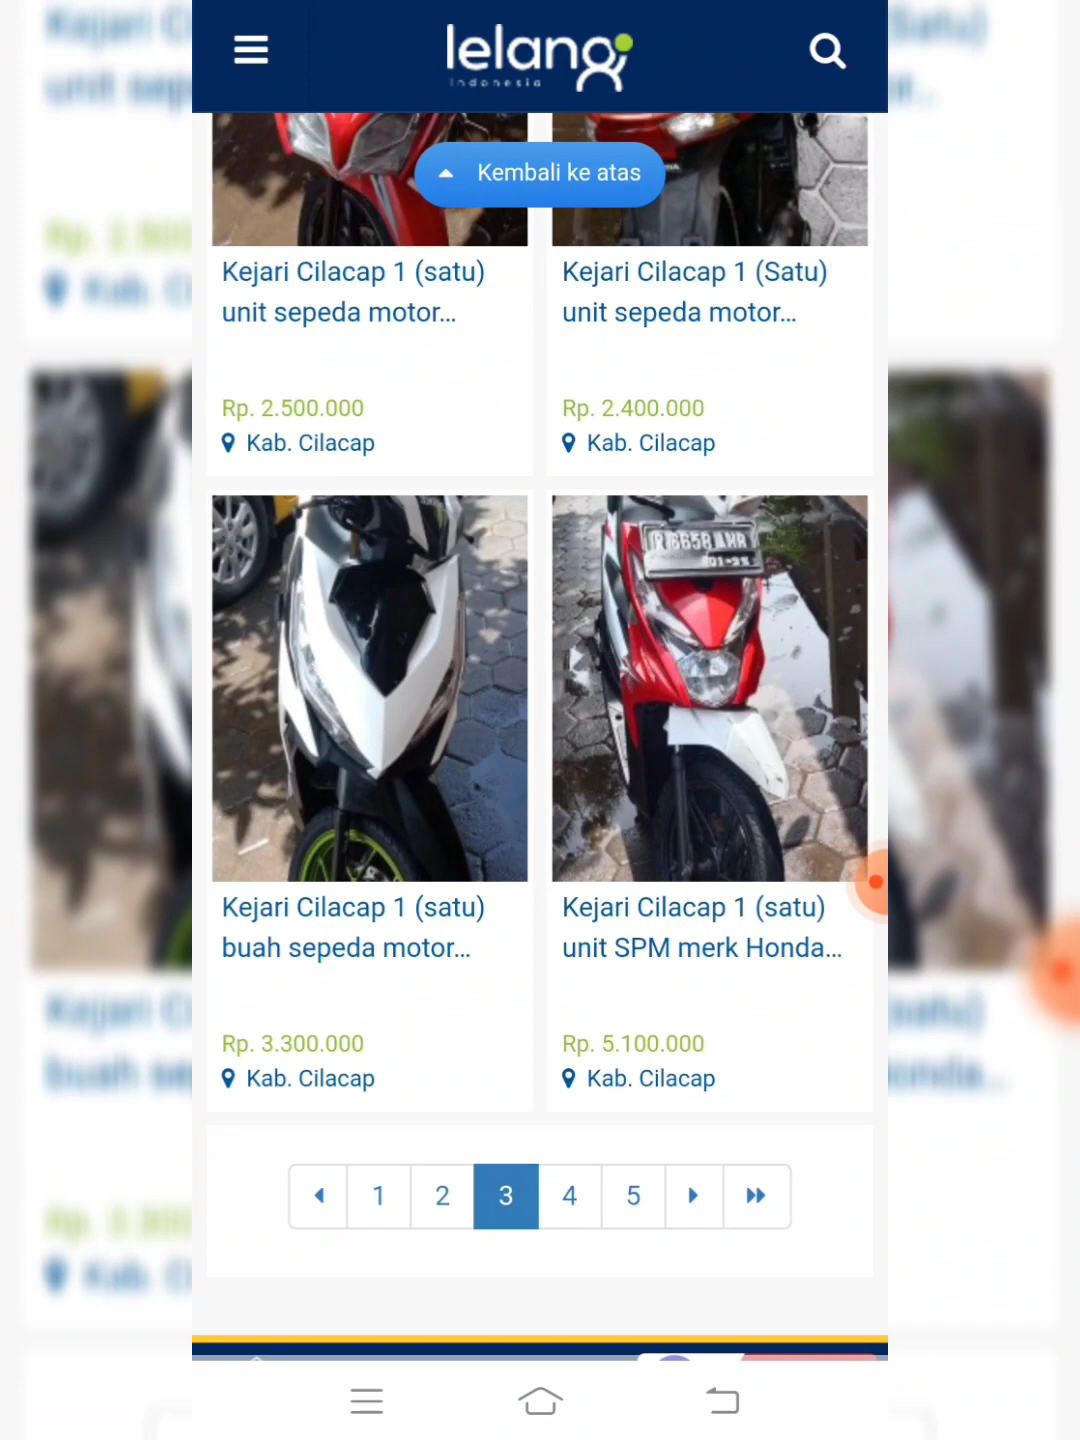 lelang
indonesia
Kembali ke atas
Kejari Cilacap 1 (satu)
unit sepeda motor...
Rp. 2.500.000
Kab. Cilacap
Kejari Cilacap 1 (Satu)
unit sepeda motor...
Rp. 2.400.000
Kab. Cilacap
R 6658 AHR
Kejari Cilacap 1 (satu)
buah sepeda motor...
Rp. 3.300.000
Kab. Cilacap
Kejari Cilacap 1 (satu)
unit SPM merk Honda...
Rp. 5.100.000
Kab. Cilacap
1 2 3 4 5